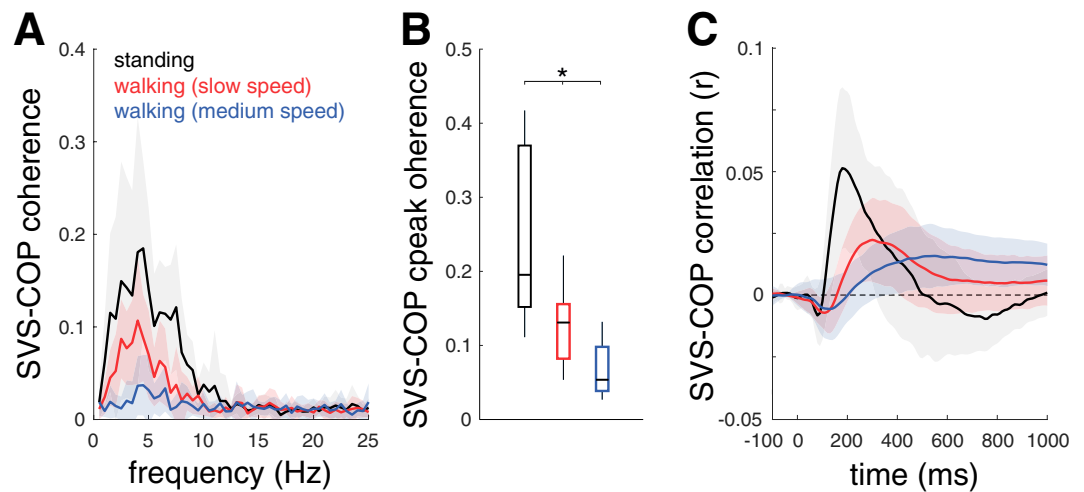 A
SVS-COP coherence
0.4
0.3
0.2
0.1
0
standing
walking (slow speed)
walking (medium speed)
0 5 10 15 20 25
frequency (Hz)
B
SVS-COP cpeak oherence
0.5
0.4
0.3
0.2
0.1
0
*
C
SVS-COP correlation (r)
0.1
0.05
0
-0.05
-100 0 200 400 600 800 1000
time (ms)